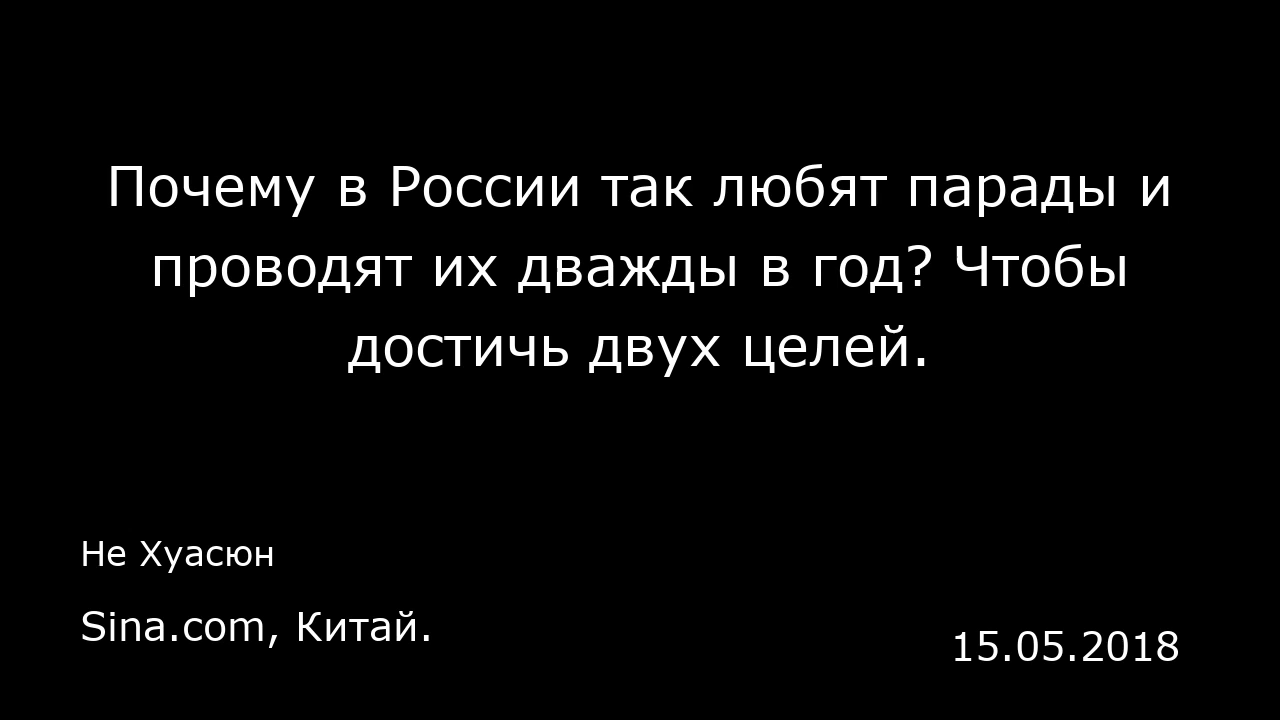 Почему в России так любят парады и
проводят их дважды в год? Чтобы
достичь двух целей.
Не Хуасюн
Sina.com, Китай.
15.05.2018